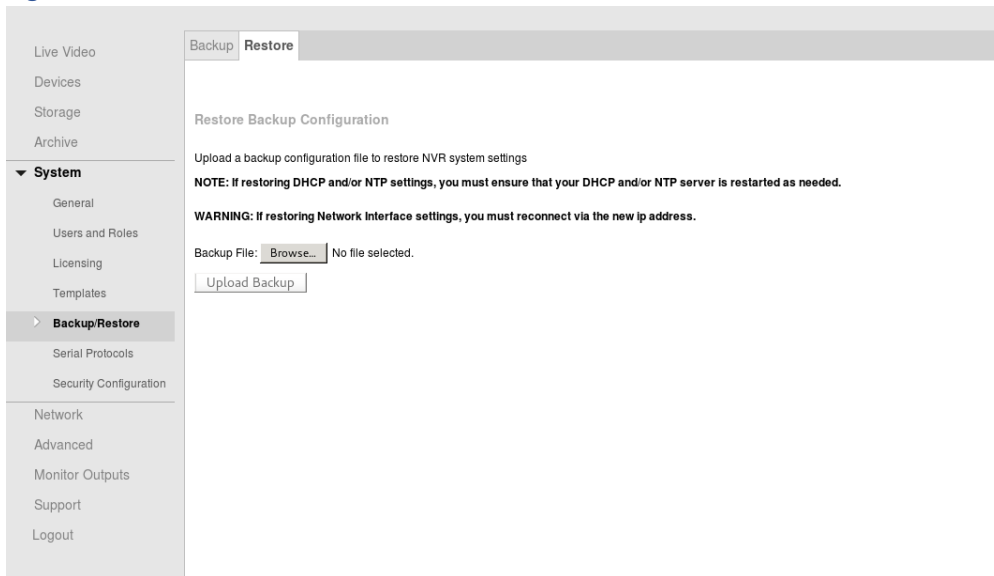 Live Video
Devices
Storage
Archive
System
General
Users and Roles
Licensing
Templates
Backup/Restore
Serial Protocols
Security Configuration
Network
Advanced
Monitor Outputs
Support
Logout
Backup Restore
Restore Backup Configuration
Upload a backup configuration file to restore NVR system settings
NOTE: If restoring DHCP and/or NTP settings, you must ensure that your DHCP and/or NTP server is restarted as needed.
WARNING: If restoring Network Interface settings, you must reconnect via the new ip address.
Backup File: Browse... No file selected.
Upload Backup